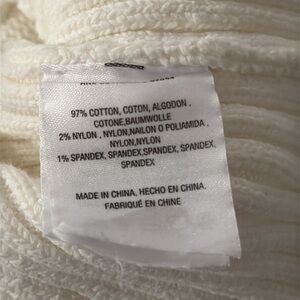 97% COTTON, COTON, ALGODON ,
COTONE,BAUMWOLLE
2% NYLON , NYLON,NAILON O POLIAMIDA ,
NYLON,NYLON
1% SPANDEX, SPANDEX,SPANDEX, SPANDEX,
SPANDEX
MADE IN CHINA, HECHO EN CHINA,
FABRIQUÉ EN CHINE